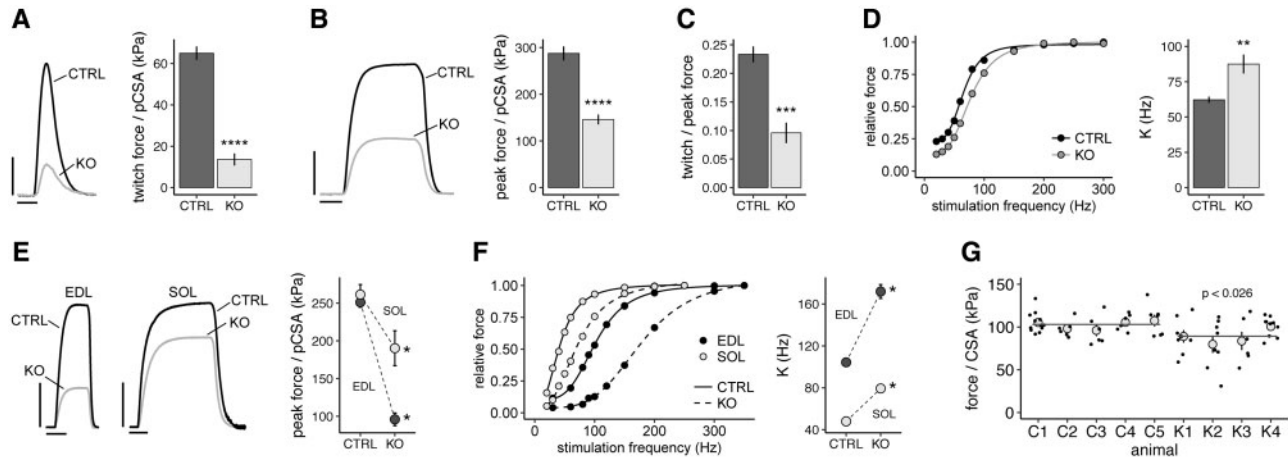 A
CTRL
KO
twitch force / pCSA (kPa)
60
40
20
0
****
CTRL KO
B
CTRL
KO
peak force / pCSA (kPa)
300
200
100
0
****
CTRL KO
C
twitch / peak force
0.25
0.20
0.15
0.10
0.05
0.00
***
CTRL KO
D
relative force
1.00
0.75
0.50
0.25
0.00
CTRL
KO
0 100 200 300
stimulation frequency (Hz)
K (Hz)
100
75
50
25
0
**
CTRL KO
E
EDL
SOL
CTRL
KO
CTRL
KO
peak force / pCSA (kPa)
250
200
150
100
SOL
*
EDL
*
CTRL KO
F
relative force
1.00
0.75
0.50
0.25
0.00
EDL
SOL
CTRL
KO
0 100 200 300
stimulation frequency (Hz)
K (Hz)
160
120
80
40
EDL
*
SOL
*
CTRL KO
G
force / CSA (kPa)
150
100
50
0
p < 0.026
C1 C2 C3 C4 C5 K1 K2 K3 K4
animal